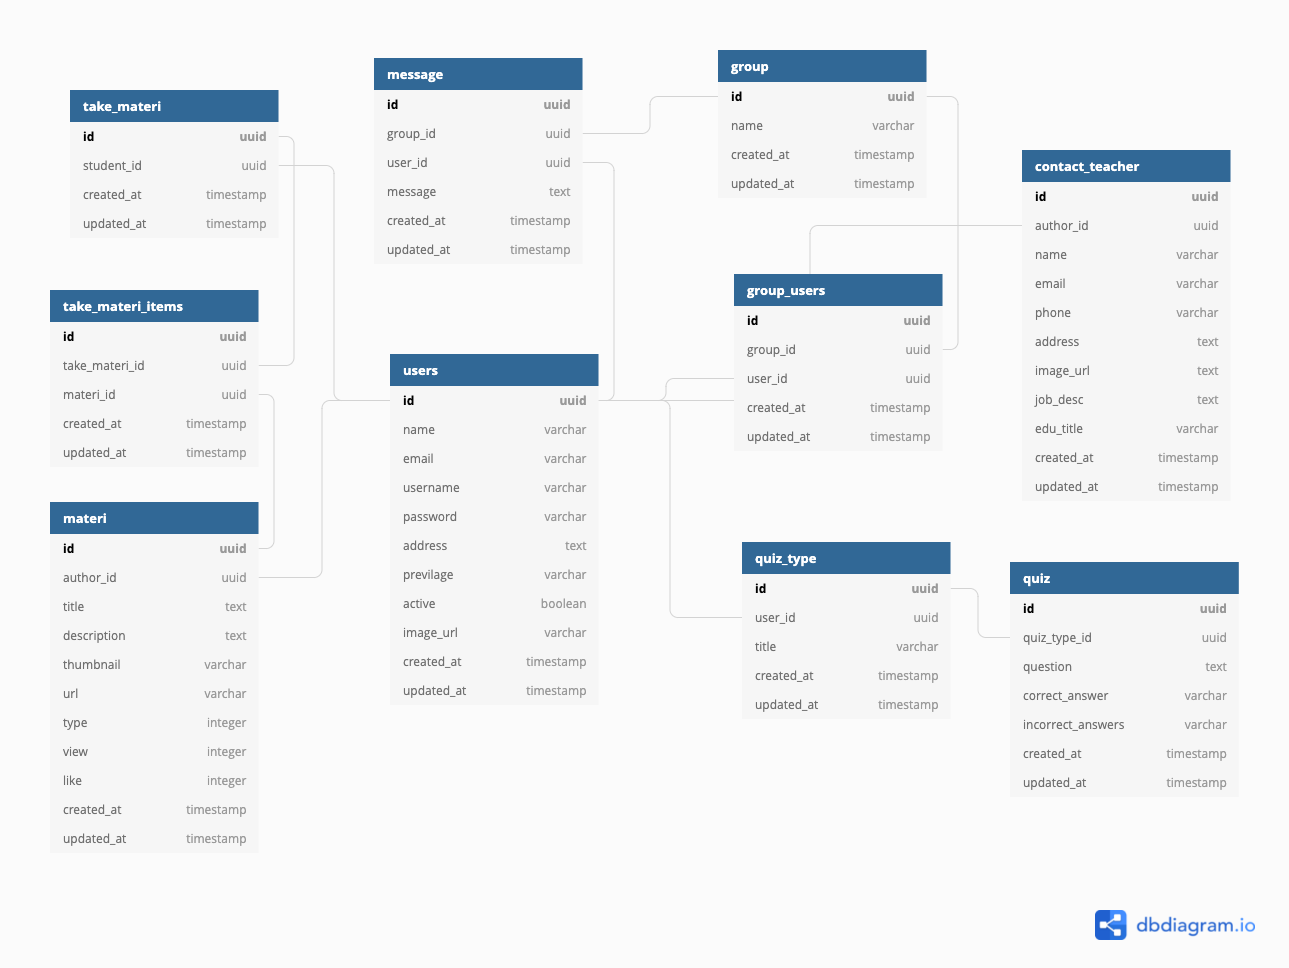 take_materi
id uuid
student_id uuid
created_at timestamp
updated_at timestamp
message
id uuid
group_id uuid
user_id uuid
message text
created_at timestamp
updated_at timestamp
group
id uuid
name varchar
created_at timestamp
updated_at timestamp
contact_teacher
id uuid
author_id uuid
name varchar
email varchar
phone varchar
address text
image_url text
job_desc text
edu_title varchar
created_at timestamp
updated_at timestamp
take_materi_items
id uuid
take_materi_id uuid
materi_id uuid
created_at timestamp
updated_at timestamp
users
id uuid
name varchar
email varchar
username varchar
password varchar
address text
previlage varchar
active boolean
image_url varchar
created_at timestamp
updated_at timestamp
group_users
id uuid
group_id uuid
user_id uuid
created_at timestamp
updated_at timestamp
materi
id uuid
author_id uuid
title text
description text
thumbnail varchar
url varchar
type integer
view integer
like integer
created_at timestamp
updated_at timestamp
quiz_type
id uuid
user_id uuid
title varchar
created_at timestamp
updated_at timestamp
quiz
id uuid
quiz_type_id uuid
question text
correct_answer varchar
incorrect_answers varchar
created_at timestamp
updated_at timestamp
dbdiagram.io